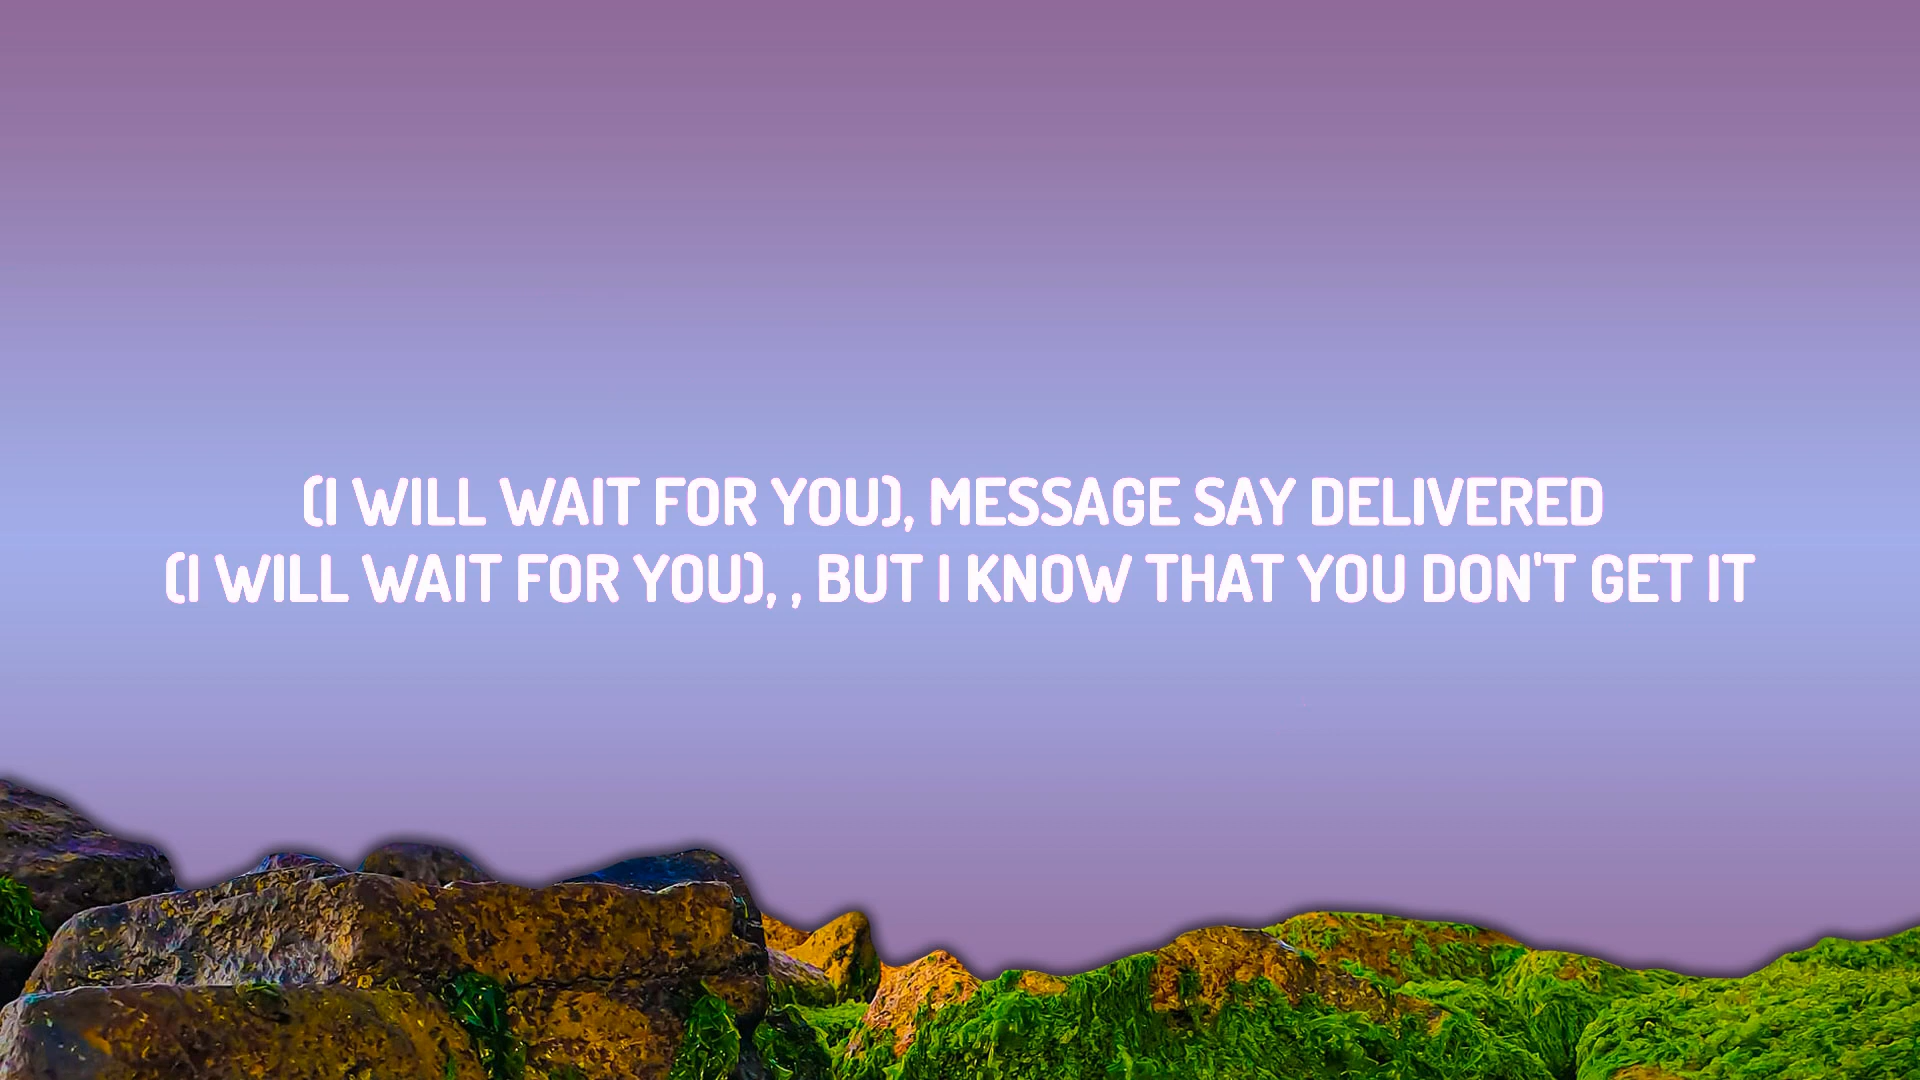 (I WILL WAIT FOR YOU), MESSAGE SAY DELIVERED
(I WILL WAIT FOR YOU), , BUT I KNOW THAT YOU DON'T GET IT